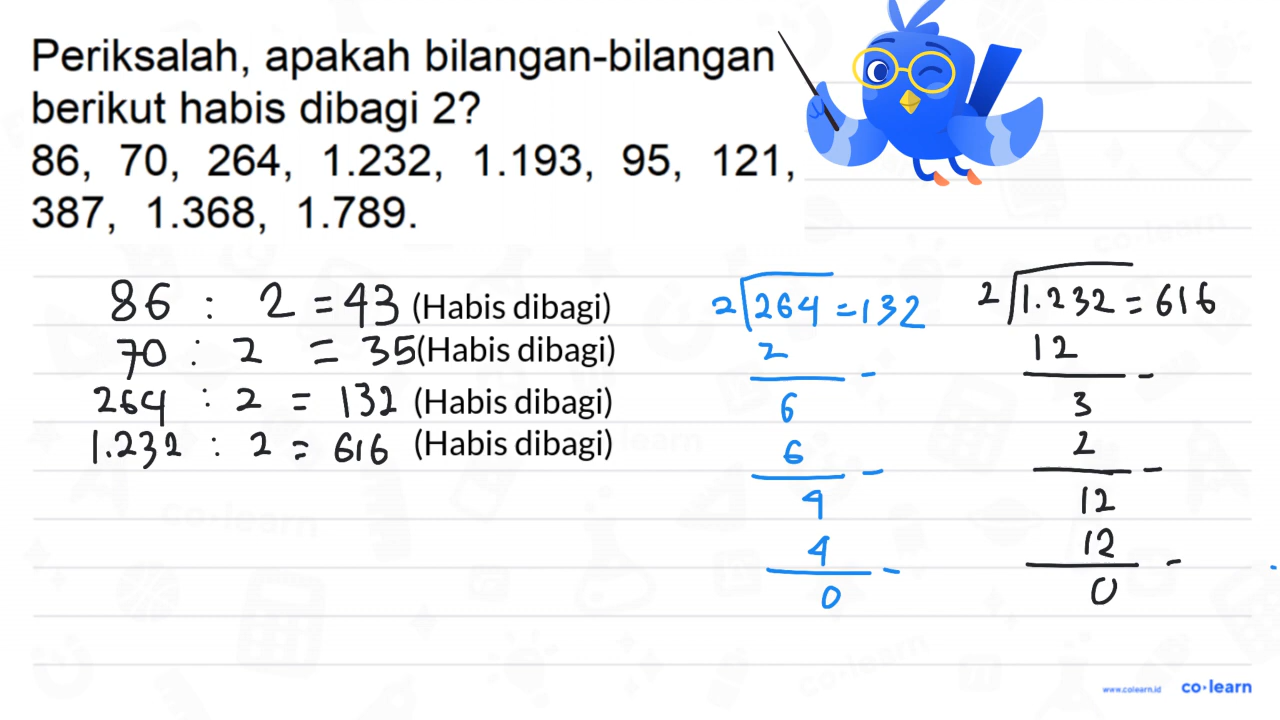 Periksalah, apakah bilangan-bilangan
berikut habis dibagi 2?
86, 70, 264, 1.232, 1.193, 95, 121,
387, 1.368, 1.789.
86 : 2 = 43 (Habis dibagi)
70 : 2 = 35 (Habis dibagi)
264 : 2 = 132 (Habis dibagi)
1.232 : 2 = 616 (Habis dibagi)
2 264 = 132
2 -
6
6 -
4
4 -
0
2 1.232 = 616
12 -
3
2 -
12
12 -
0
www.colearn.id co·learn